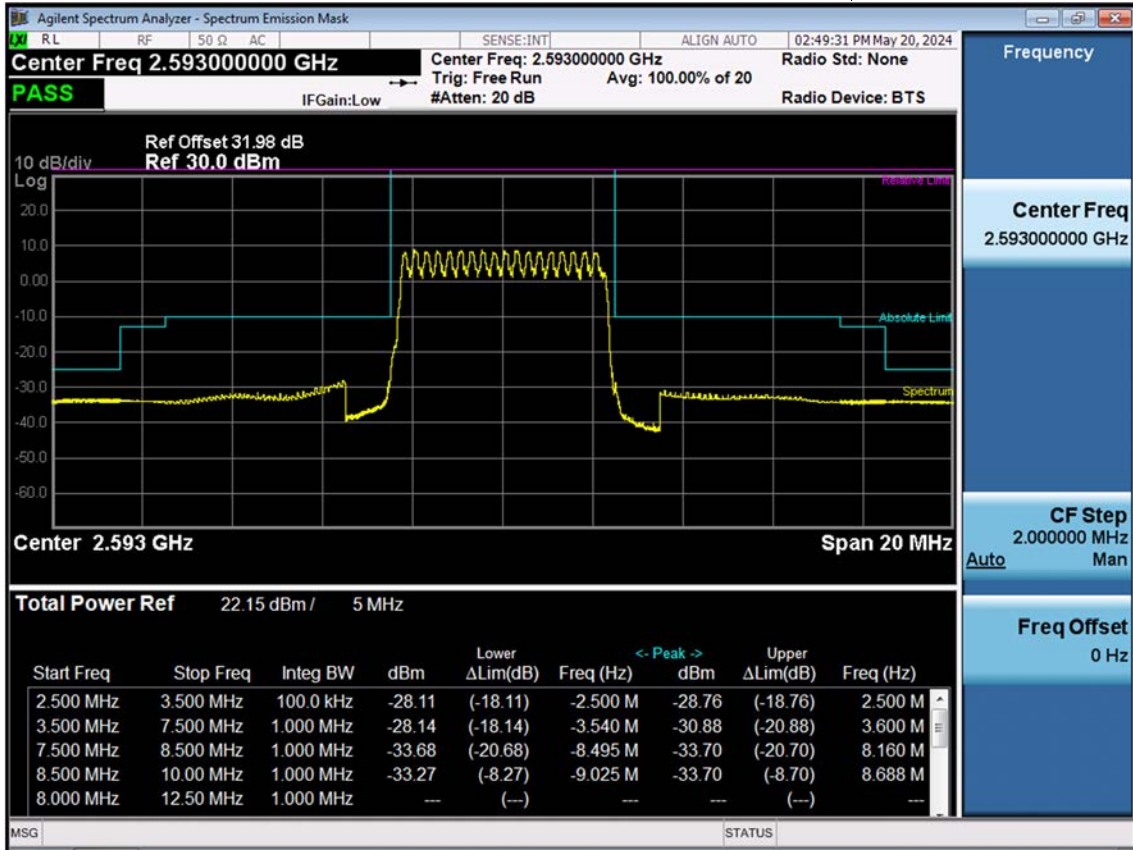 Agilent Spectrum Analyzer - Spectrum Emission Mask
LXI RL RF 50 Ω AC SENSE:INT ALIGN AUTO 02:49:31 PM May 20, 2024
Center Freq 2.593000000 GHz
PASS
IFGain:Low
Center Freq: 2.593000000 GHz
Trig: Free Run Avg: 100.00% of 20
#Atten: 20 dB
Radio Std: None
Radio Device: BTS
Ref Offset 31.98 dB
10 dB/div Ref 30.0 dBm
Log
Relative Limit
20.0
10.0
0.00
-10.0
Absolute Limit
-20.0
-30.0
Spectrum
-40.0
-50.0
-60.0
Center 2.593 GHz Span 20 MHz
Total Power Ref 22.15 dBm / 5 MHz
Lower <- Peak -> Upper
Start Freq Stop Freq Integ BW dBm ΔLim(dB) Freq (Hz) dBm ΔLim(dB) Freq (Hz)
2.500 MHz 3.500 MHz 100.0 kHz -28.11 (-18.11) -2.500 M -28.76 (-18.76) 2.500 M
3.500 MHz 7.500 MHz 1.000 MHz -28.14 (-18.14) -3.540 M -30.88 (-20.88) 3.600 M
7.500 MHz 8.500 MHz 1.000 MHz -33.68 (-20.68) -8.495 M -33.70 (-20.70) 8.160 M
8.500 MHz 10.00 MHz 1.000 MHz -33.27 (-8.27) -9.025 M -33.70 (-8.70) 8.688 M
8.000 MHz 12.50 MHz 1.000 MHz --- (---) --- --- (---) ---
MSG STATUS
Frequency
Center Freq
2.593000000 GHz
CF Step
2.000000 MHz
Auto Man
Freq Offset
0 Hz